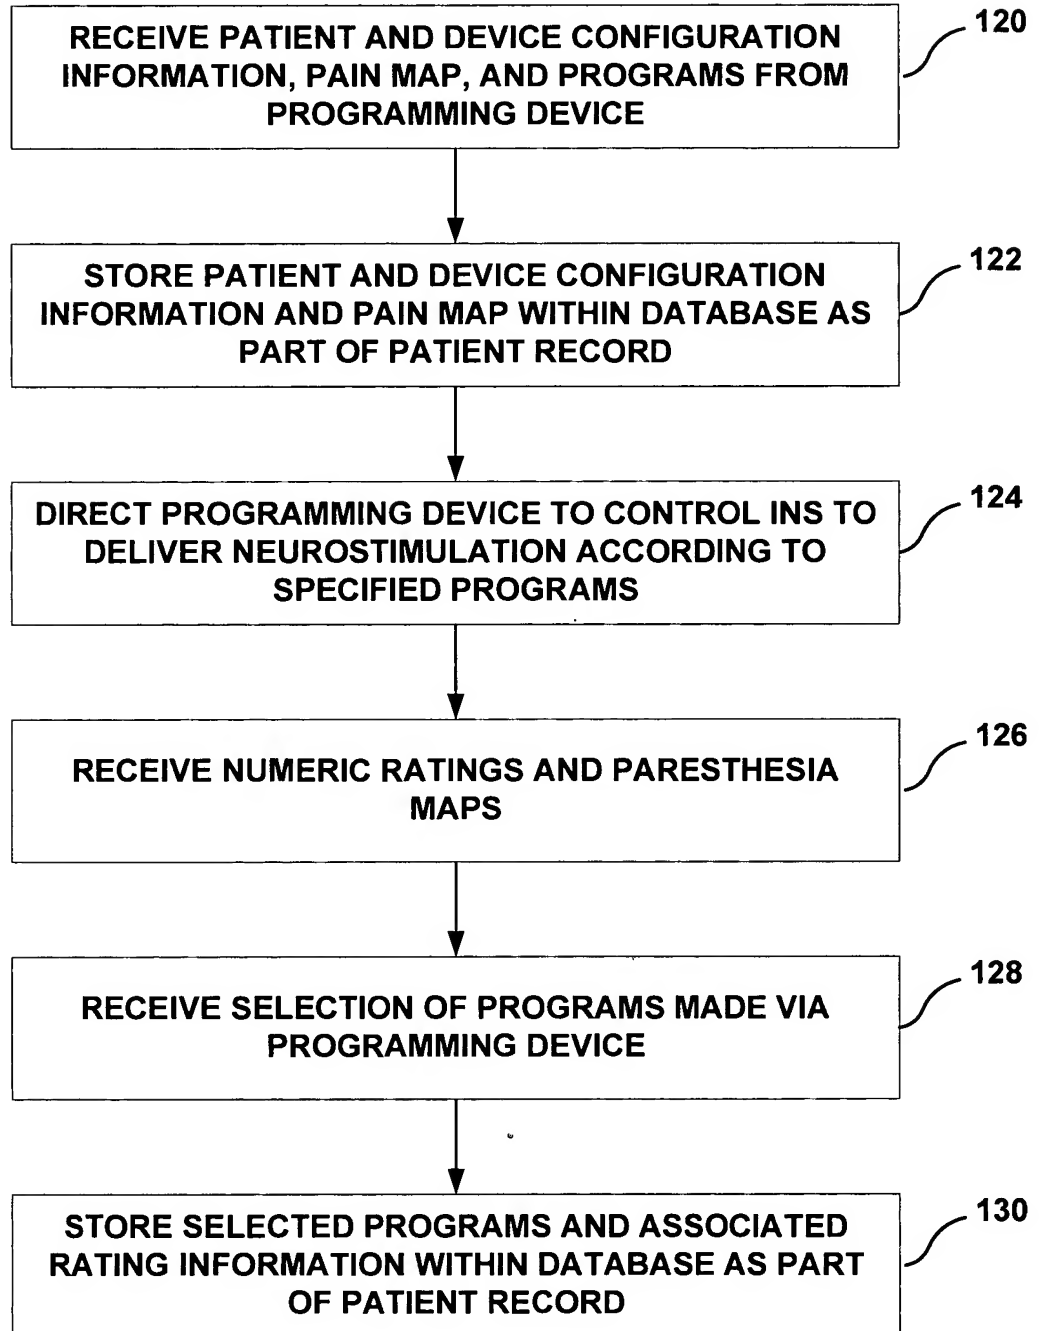 RECEIVE PATIENT AND DEVICE CONFIGURATION
INFORMATION, PAIN MAP, AND PROGRAMS FROM
PROGRAMMING DEVICE
120
STORE PATIENT AND DEVICE CONFIGURATION
INFORMATION AND PAIN MAP WITHIN DATABASE AS
PART OF PATIENT RECORD
122
DIRECT PROGRAMMING DEVICE TO CONTROL INS TO
DELIVER NEUROSTIMULATION ACCORDING TO
SPECIFIED PROGRAMS
124
RECEIVE NUMERIC RATINGS AND PARESTHESIA
MAPS
126
RECEIVE SELECTION OF PROGRAMS MADE VIA
PROGRAMMING DEVICE
128
STORE SELECTED PROGRAMS AND ASSOCIATED
RATING INFORMATION WITHIN DATABASE AS PART
OF PATIENT RECORD
130